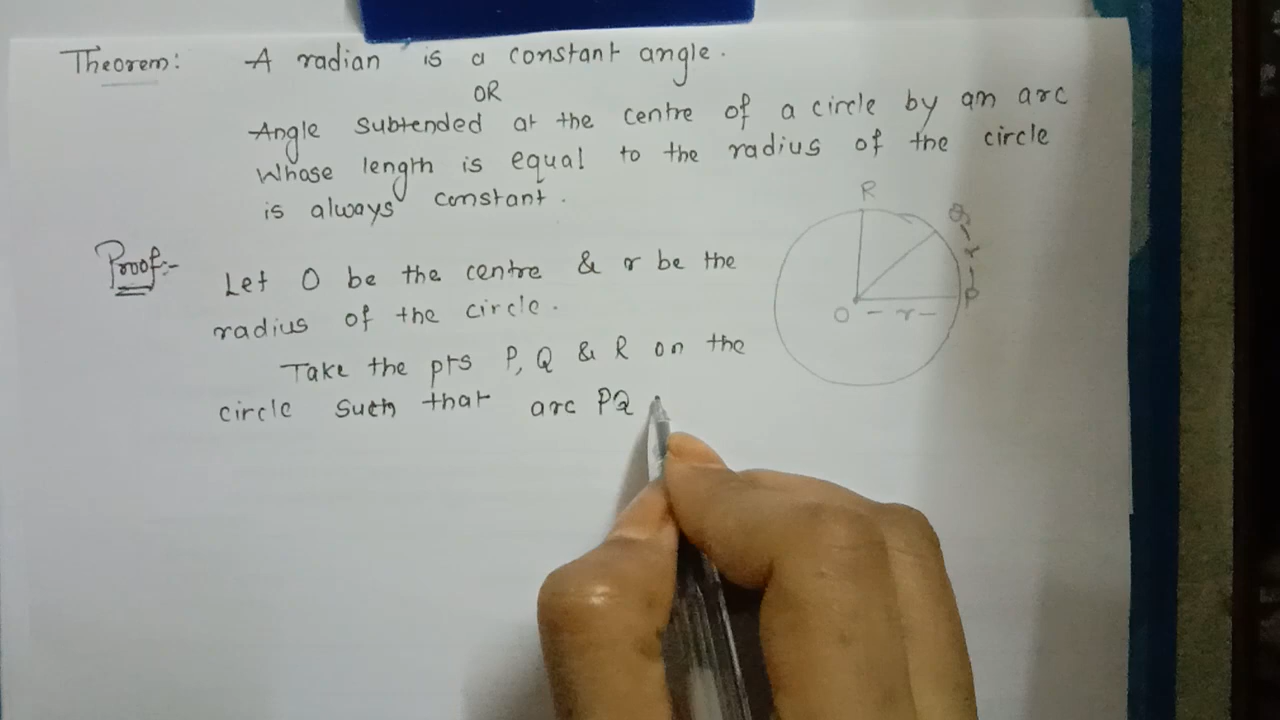 Theorem: A radian is a constant angle.
OR
Angle subtended at the centre of a circle by an arc
Whose length is equal to the radius of the circle
is always constant.
Proof:-
Let O be the centre & r be the
radius of the circle.
Take the pts P, Q & R on the
circle such that arc PQ
R
Q
- r -
P
O - r -